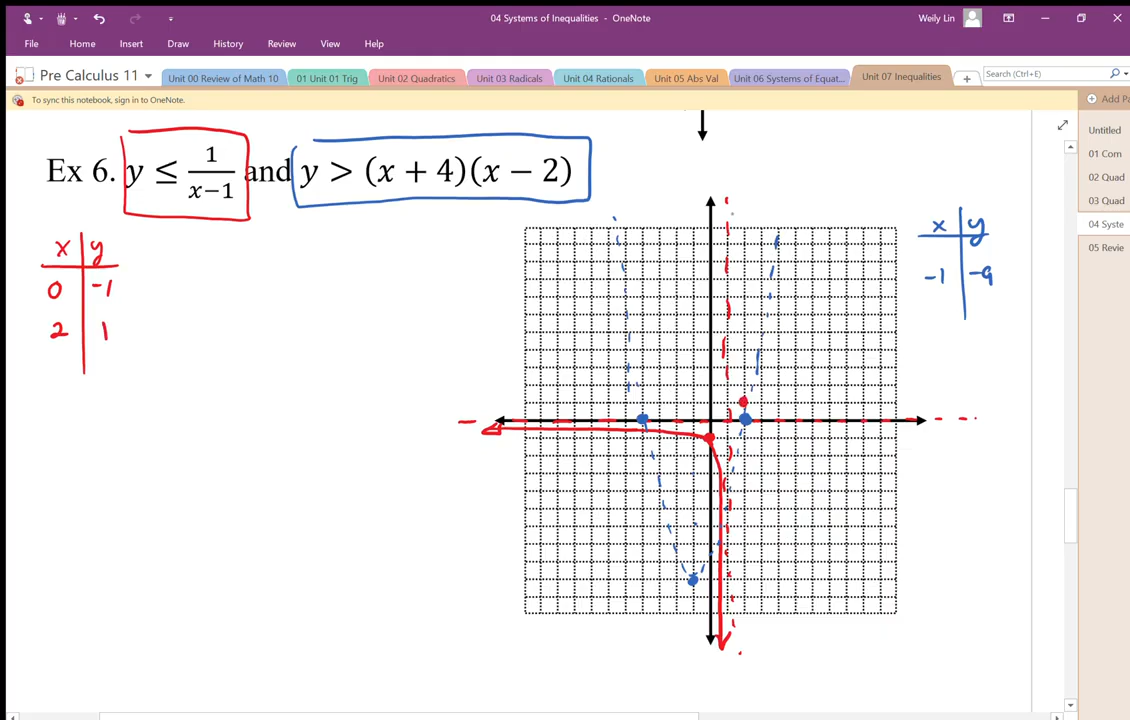 04 Systems of Inequalities - OneNote
Weily Lin
File Home Insert Draw History Review View Help
Pre Calculus 11
Unit 00 Review of Math 10
01 Unit 01 Trig
Unit 02 Quadratics
Unit 03 Radicals
Unit 04 Rationals
Unit 05 Abs Val
Unit 06 Systems of Equat...
Unit 07 Inequalities
Search (Ctrl+E)
To sync this notebook, sign in to OneNote.
Add Pa
Untitled
01 Com
02 Quad
03 Quad
04 Syste
05 Revie
Ex 6. y ≤ 1/(x−1) and y > (x + 4)(x − 2)
x y
0 -1
2 1
x y
-1 -9